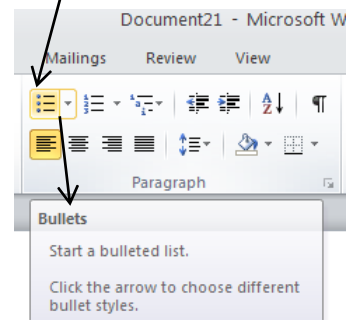 Document21 - Microsoft W
Mailings Review View
Paragraph
Bullets
Start a bulleted list.
Click the arrow to choose different
bullet styles.